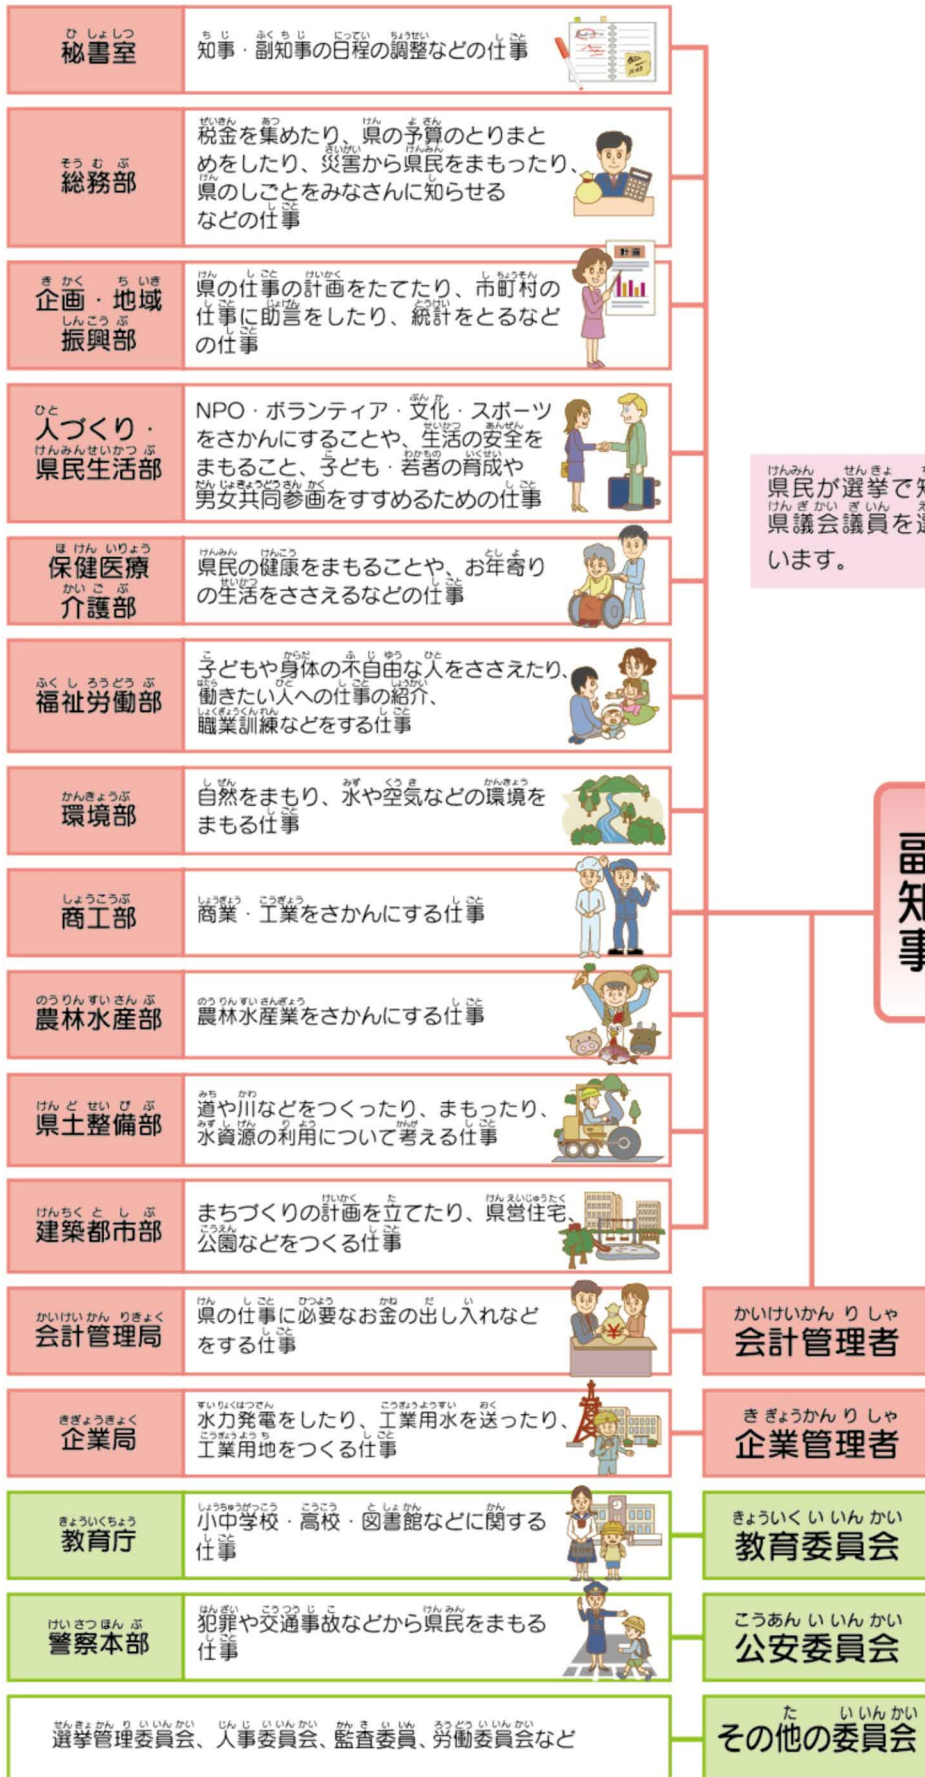 秘書室
知事・副知事の日程の調整などの仕事
総務部
税金を集めたり、県の予算のとりまと
めをしたり、災害から県民をまもったり、
県のしごとをみなさんに知らせる
などの仕事
企画・地域
振興部
県の仕事の計画をたてたり、市町村の
仕事に助言をしたり、統計をとるなど
の仕事
計画
人づくり・
県民生活部
NPO・ボランティア・文化・スポーツ
をさかんにすることや、生活の安全を
まもること、子ども・若者の育成や
男女共同参画をすすめるための仕事
県民が選挙で知
県議会議員を選
います。
保健医療
介護部
県民の健康をまもることや、お年寄り
の生活をささえるなどの仕事
福祉労働部
子どもや身体の不自由な人をささえたり、
働きたい人への仕事の紹介、
職業訓練などをする仕事
環境部
自然をまもり、水や空気などの環境を
まもる仕事
副知事
商工部
商業・工業をさかんにする仕事
農林水産部
農林水産業をさかんにする仕事
県土整備部
道や川などをつくったり、まもったり、
水資源の利用について考える仕事
建築都市部
まちづくりの計画を立てたり、県営住宅、
公園などをつくる仕事
会計管理局
県の仕事に必要なお金の出し入れなど
をする仕事
会計管理者
企業局
水力発電をしたり、工業用水を送ったり、
工業用地をつくる仕事
企業管理者
教育庁
小中学校・高校・図書館などに関する
仕事
教育委員会
警察本部
犯罪や交通事故などから県民をまもる
仕事
公安委員会
選挙管理委員会、人事委員会、監査委員、労働委員会など
その他の委員会